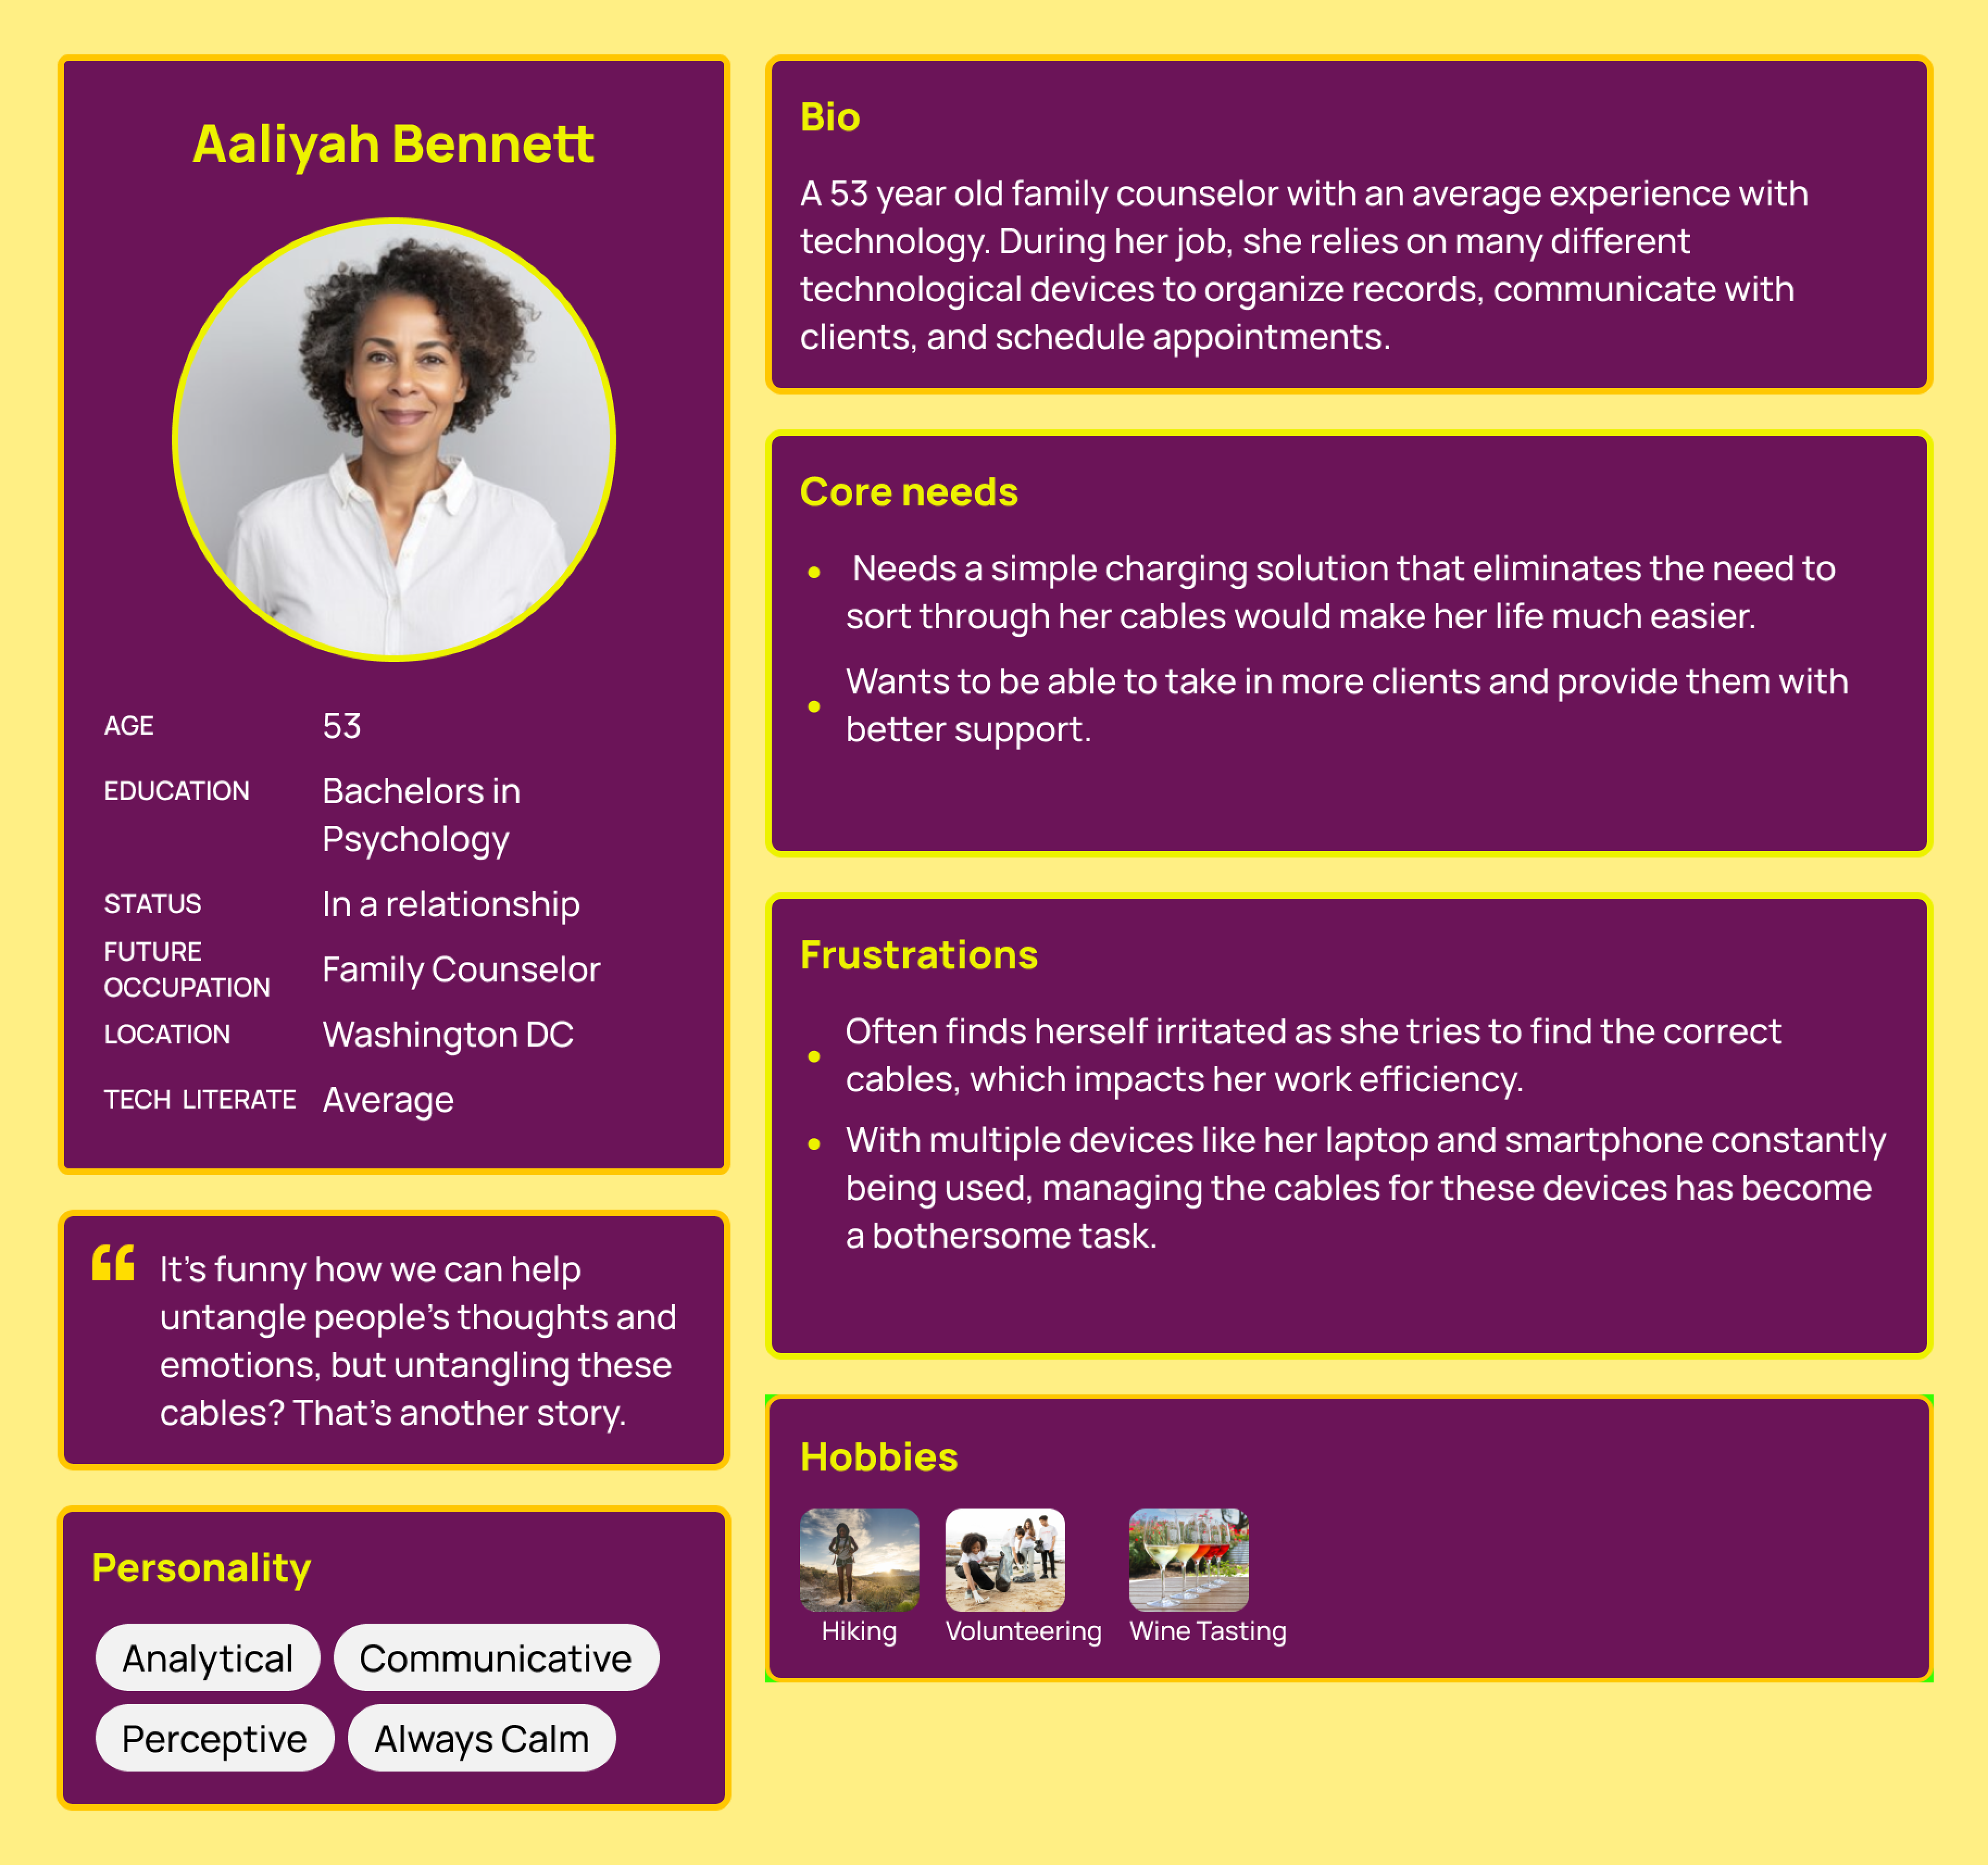 Aaliyah Bennett
AGE 53
EDUCATION Bachelors in
Psychology
STATUS In a relationship
FUTURE
OCCUPATION Family Counselor
LOCATION Washington DC
TECH LITERATE Average
“ It’s funny how we can help
untangle people’s thoughts and
emotions, but untangling these
cables? That’s another story.
Personality
Analytical Communicative
Perceptive Always Calm
Bio
A 53 year old family counselor with an average experience with
technology. During her job, she relies on many different
technological devices to organize records, communicate with
clients, and schedule appointments.
Core needs
• Needs a simple charging solution that eliminates the need to
sort through her cables would make her life much easier.
• Wants to be able to take in more clients and provide them with
better support.
Frustrations
• Often finds herself irritated as she tries to find the correct
cables, which impacts her work efficiency.
• With multiple devices like her laptop and smartphone constantly
being used, managing the cables for these devices has become
a bothersome task.
Hobbies
Hiking Volunteering Wine Tasting